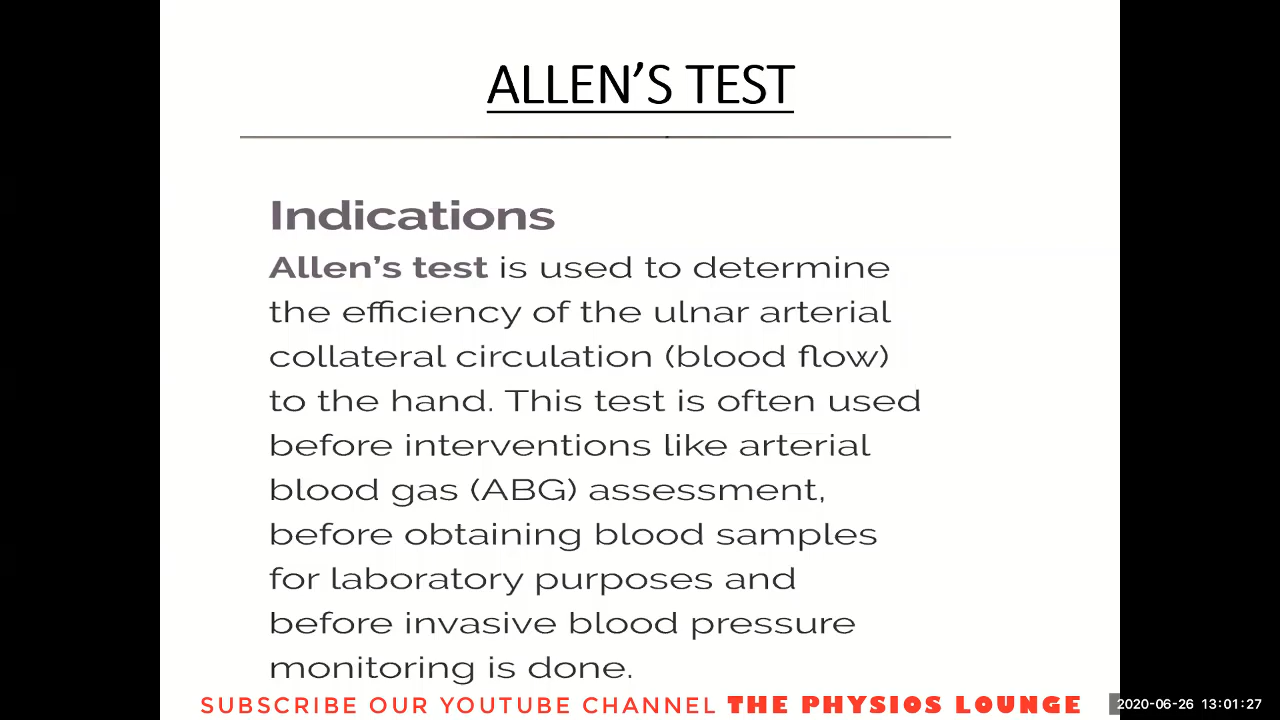 ALLEN’S TEST
Indications
Allen’s test is used to determine
the efficiency of the ulnar arterial
collateral circulation (blood flow)
to the hand. This test is often used
before interventions like arterial
blood gas (ABG) assessment,
before obtaining blood samples
for laboratory purposes and
before invasive blood pressure
monitoring is done.
SUBSCRIBE OUR YOUTUBE CHANNEL THE PHYSIOS LOUNGE
2020-06-26 13:01:27